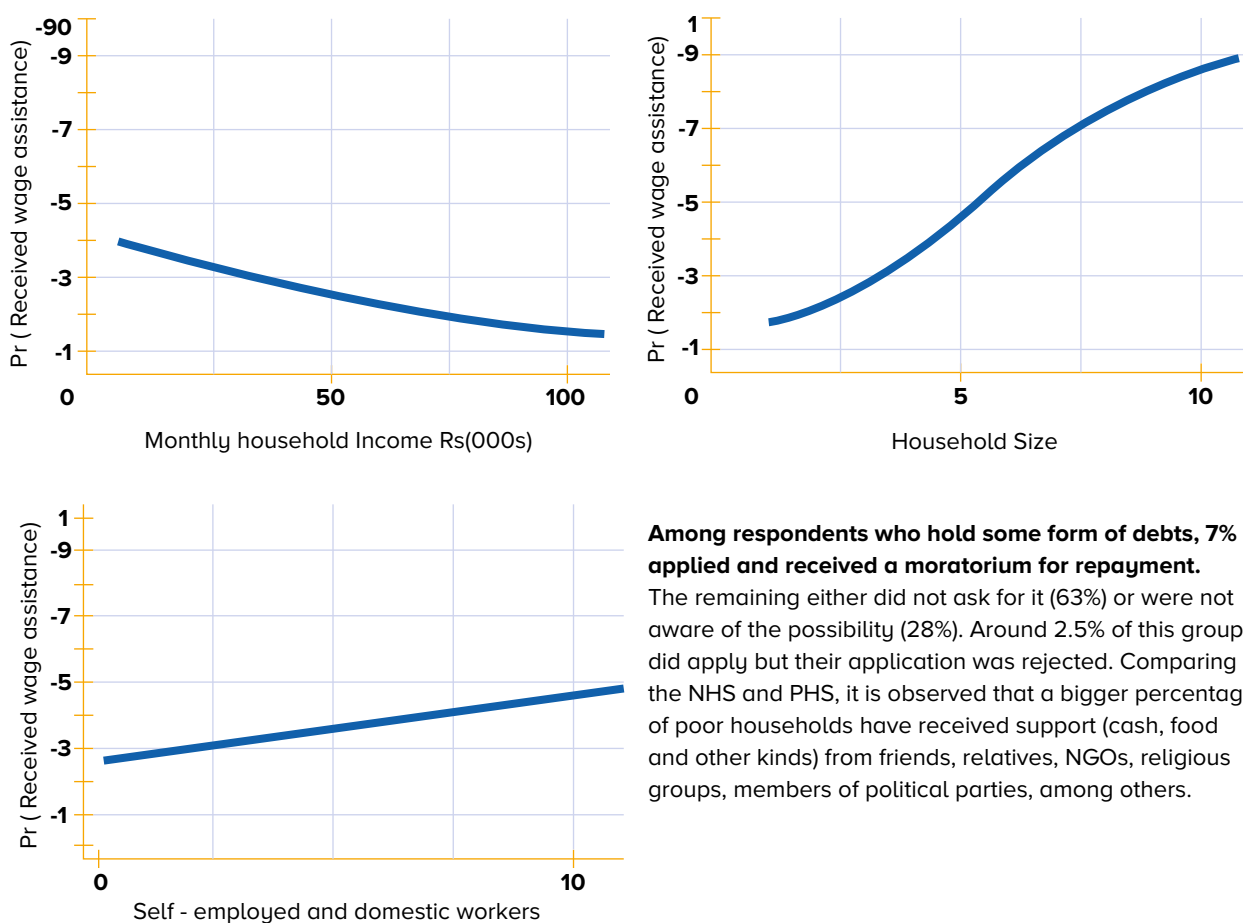 Pr ( Received wage assistance)
-90
-9
-7
-5
-3
-1
0
50
100
Monthly household Income Rs(000s)
Pr ( Received wage assistance)
1
-9
-7
-5
-3
-1
0
5
10
Household Size
Pr ( Received wage assistance)
1
-9
-7
-5
-3
-1
0
10
Self - employed and domestic workers
Among respondents who hold some form of debts, 7%
applied and received a moratorium for repayment.
The remaining either did not ask for it (63%) or were not
aware of the possibility (28%). Around 2.5% of this group
did apply but their application was rejected. Comparing
the NHS and PHS, it is observed that a bigger percentag
of poor households have received support (cash, food
and other kinds) from friends, relatives, NGOs, religious
groups, members of political parties, among others.